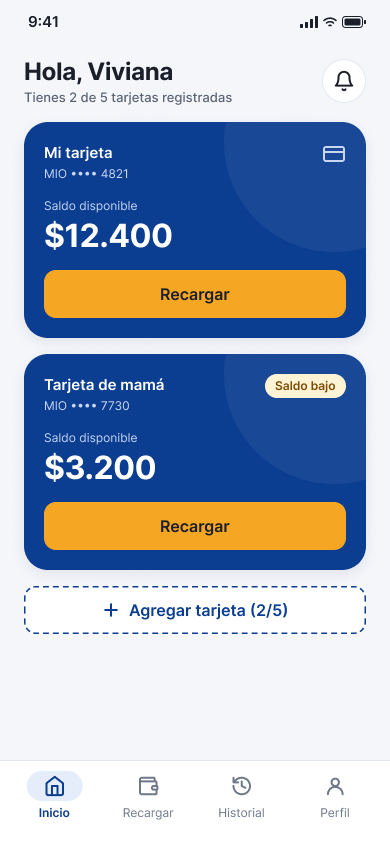 9:41
Hola, Viviana
Tienes 2 de 5 tarjetas registradas
Mi tarjeta
MIO •••• 4821
Saldo disponible
$12.400
Recargar
Tarjeta de mamá
Saldo bajo
MIO •••• 7730
Saldo disponible
$3.200
Recargar
+ Agregar tarjeta (2/5)
Inicio
Recargar
Historial
Perfil